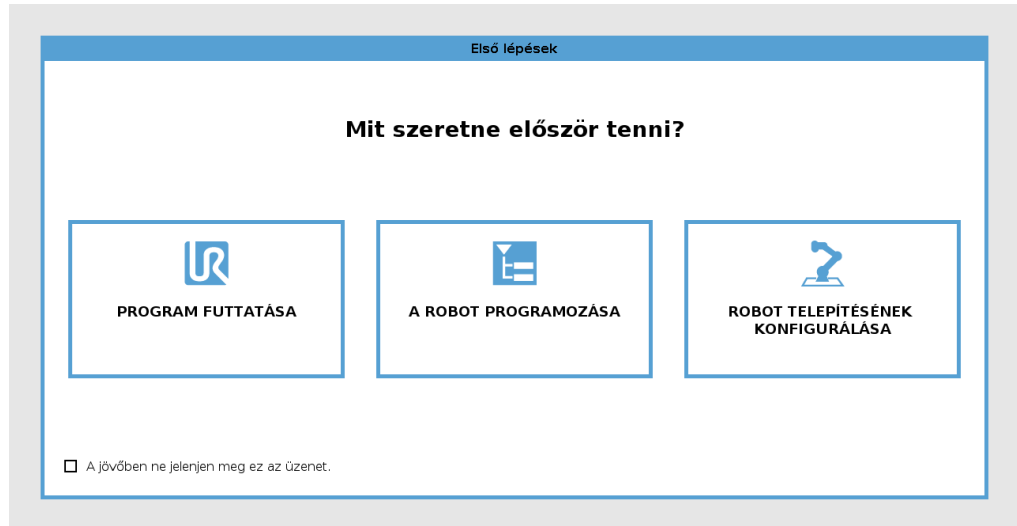 Első lépések
Mit szeretne először tenni?
PROGRAM FUTTATÁSA
A ROBOT PROGRAMOZÁSA
ROBOT TELEPÍTÉSÉNEK
KONFIGURÁLÁSA
A jövőben ne jelenjen meg ez az üzenet.